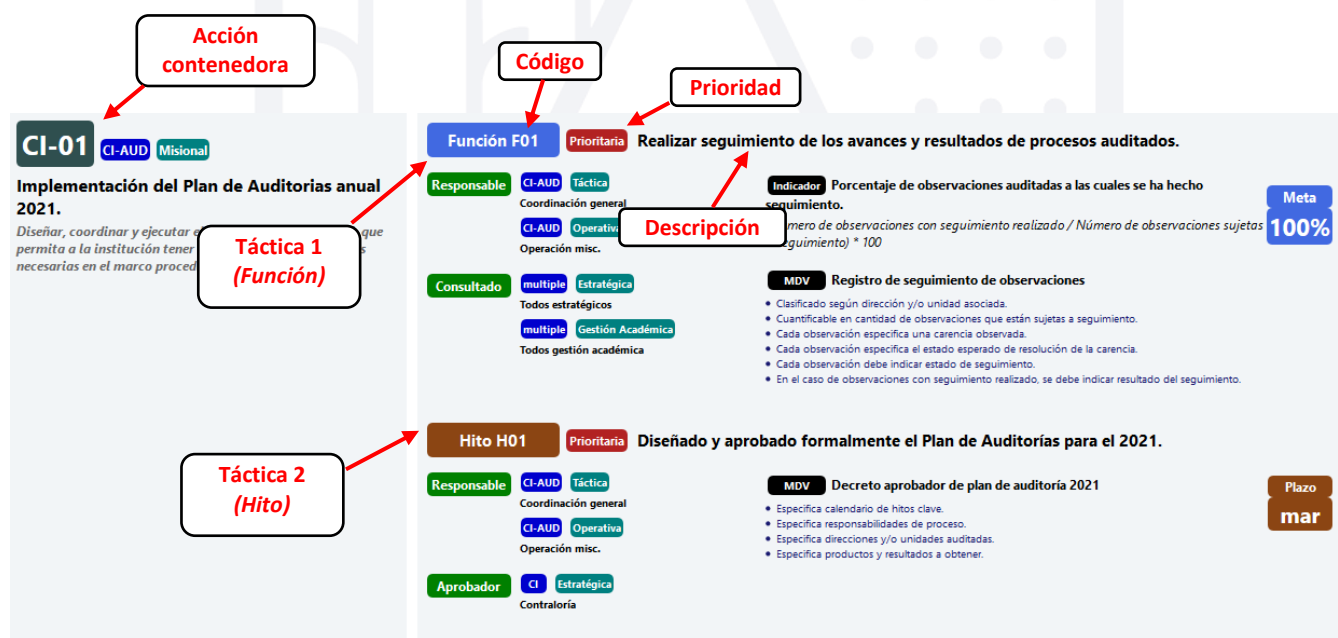 Acción
contenedora
Código
Prioridad
CI-01 CI-AUD Misional
Implementación del Plan de Auditorias anual
2021.
Diseñar, coordinar y ejecutar e
que
permita a la institución tener
s
necesarias en el marco proced
Táctica 1
(Función)
Función F01 Prioritaria Realizar seguimiento de los avances y resultados de procesos auditados.
Responsable CI-AUD Táctica
Coordinación general
CI-AUD Operativa
Operación misc.
Descripción
Indicador Porcentaje de observaciones auditadas a las cuales se ha hecho
seguimiento.
mero de observaciones con seguimiento realizado / Número de observaciones sujetas
eguimiento) * 100
Meta
100%
Consultado multiple Estratégica
Todos estratégicos
multiple Gestión Académica
Todos gestión académica
MDV Registro de seguimiento de observaciones
• Clasificado según dirección y/o unidad asociada.
• Cuantificable en cantidad de observaciones que están sujetas a seguimiento.
• Cada observación especifica una carencia observada.
• Cada observación especifica el estado esperado de resolución de la carencia.
• Cada observación debe indicar estado de seguimiento.
• En el caso de observaciones con seguimiento realizado, se debe indicar resultado del seguimiento.
Táctica 2
(Hito)
Hito H01 Prioritaria Diseñado y aprobado formalmente el Plan de Auditorías para el 2021.
Responsable CI-AUD Táctica
Coordinación general
CI-AUD Operativa
Operación misc.
Aprobador CI Estratégica
Contraloría
MDV Decreto aprobador de plan de auditoría 2021
• Especifica calendario de hitos clave.
• Especifica responsabilidades de proceso.
• Especifica direcciones y/o unidades auditadas.
• Especifica productos y resultados a obtener.
Plazo
mar